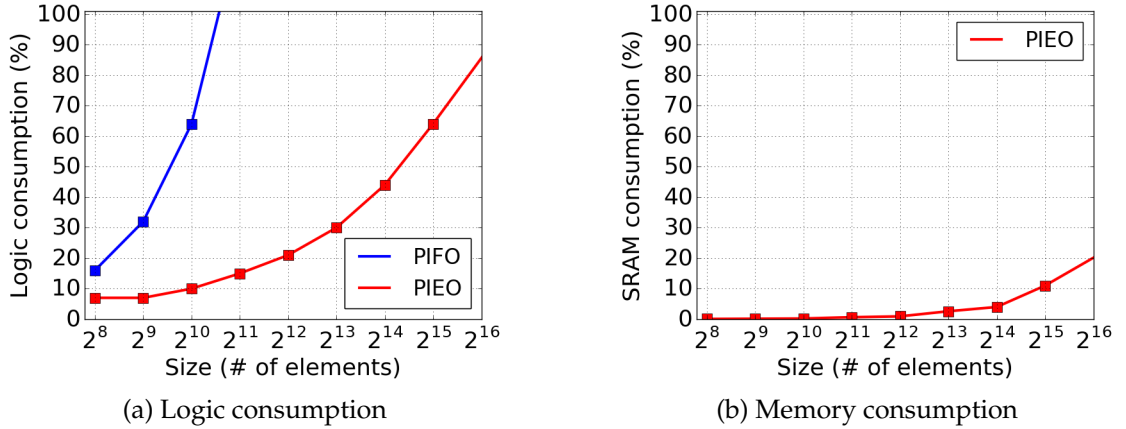 100
90
80
70
60
50
40
30
20
10
0
Logic consumption (%)
PIFO
PIEO
2^8 2^9 2^10 2^11 2^12 2^13 2^14 2^15 2^16
Size (# of elements)
(a) Logic consumption
100
90
80
70
60
50
40
30
20
10
0
SRAM consumption (%)
PIEO
2^8 2^9 2^10 2^11 2^12 2^13 2^14 2^15 2^16
Size (# of elements)
(b) Memory consumption